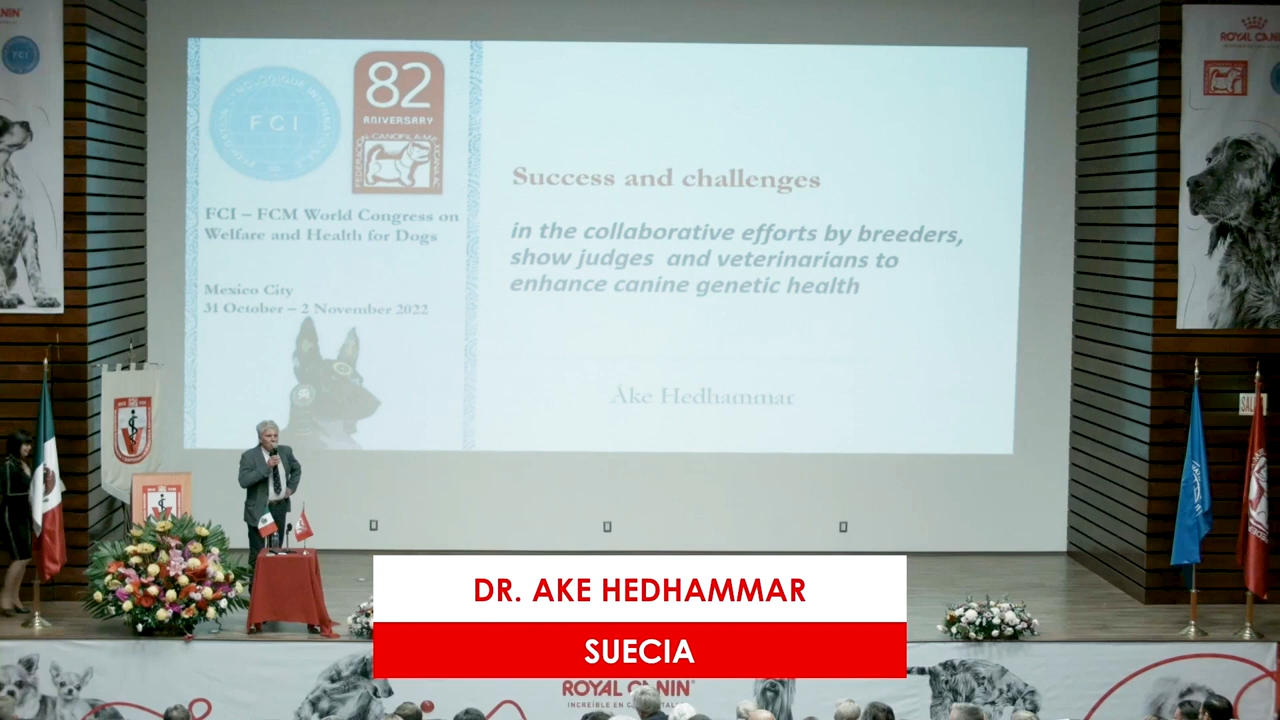 FCI
82
ANIVERSARY
FCI – FCM World Congress on
Welfare and Health for Dogs
Mexico City
31 October – 2 November 2022
Success and challenges
in the collaborative efforts by breeders,
show judges and veterinarians to
enhance canine genetic health
Åke Hedhammar
ROYAL CANIN
DR. AKE HEDHAMMAR
SUECIA
ROYAL CANIN